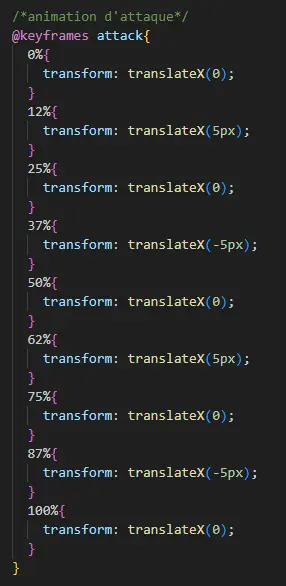 /*animation d'attaque*/
@keyframes attack{
  0%{
    transform: translateX(0);
  }
  12%{
    transform: translateX(5px);
  }
  25%{
    transform: translateX(0);
  }
  37%{
    transform: translateX(-5px);
  }
  50%{
    transform: translateX(0);
  }
  62%{
    transform: translateX(5px);
  }
  75%{
    transform: translateX(0);
  }
  87%{
    transform: translateX(-5px);
  }
  100%{
    transform: translateX(0);
  }
}